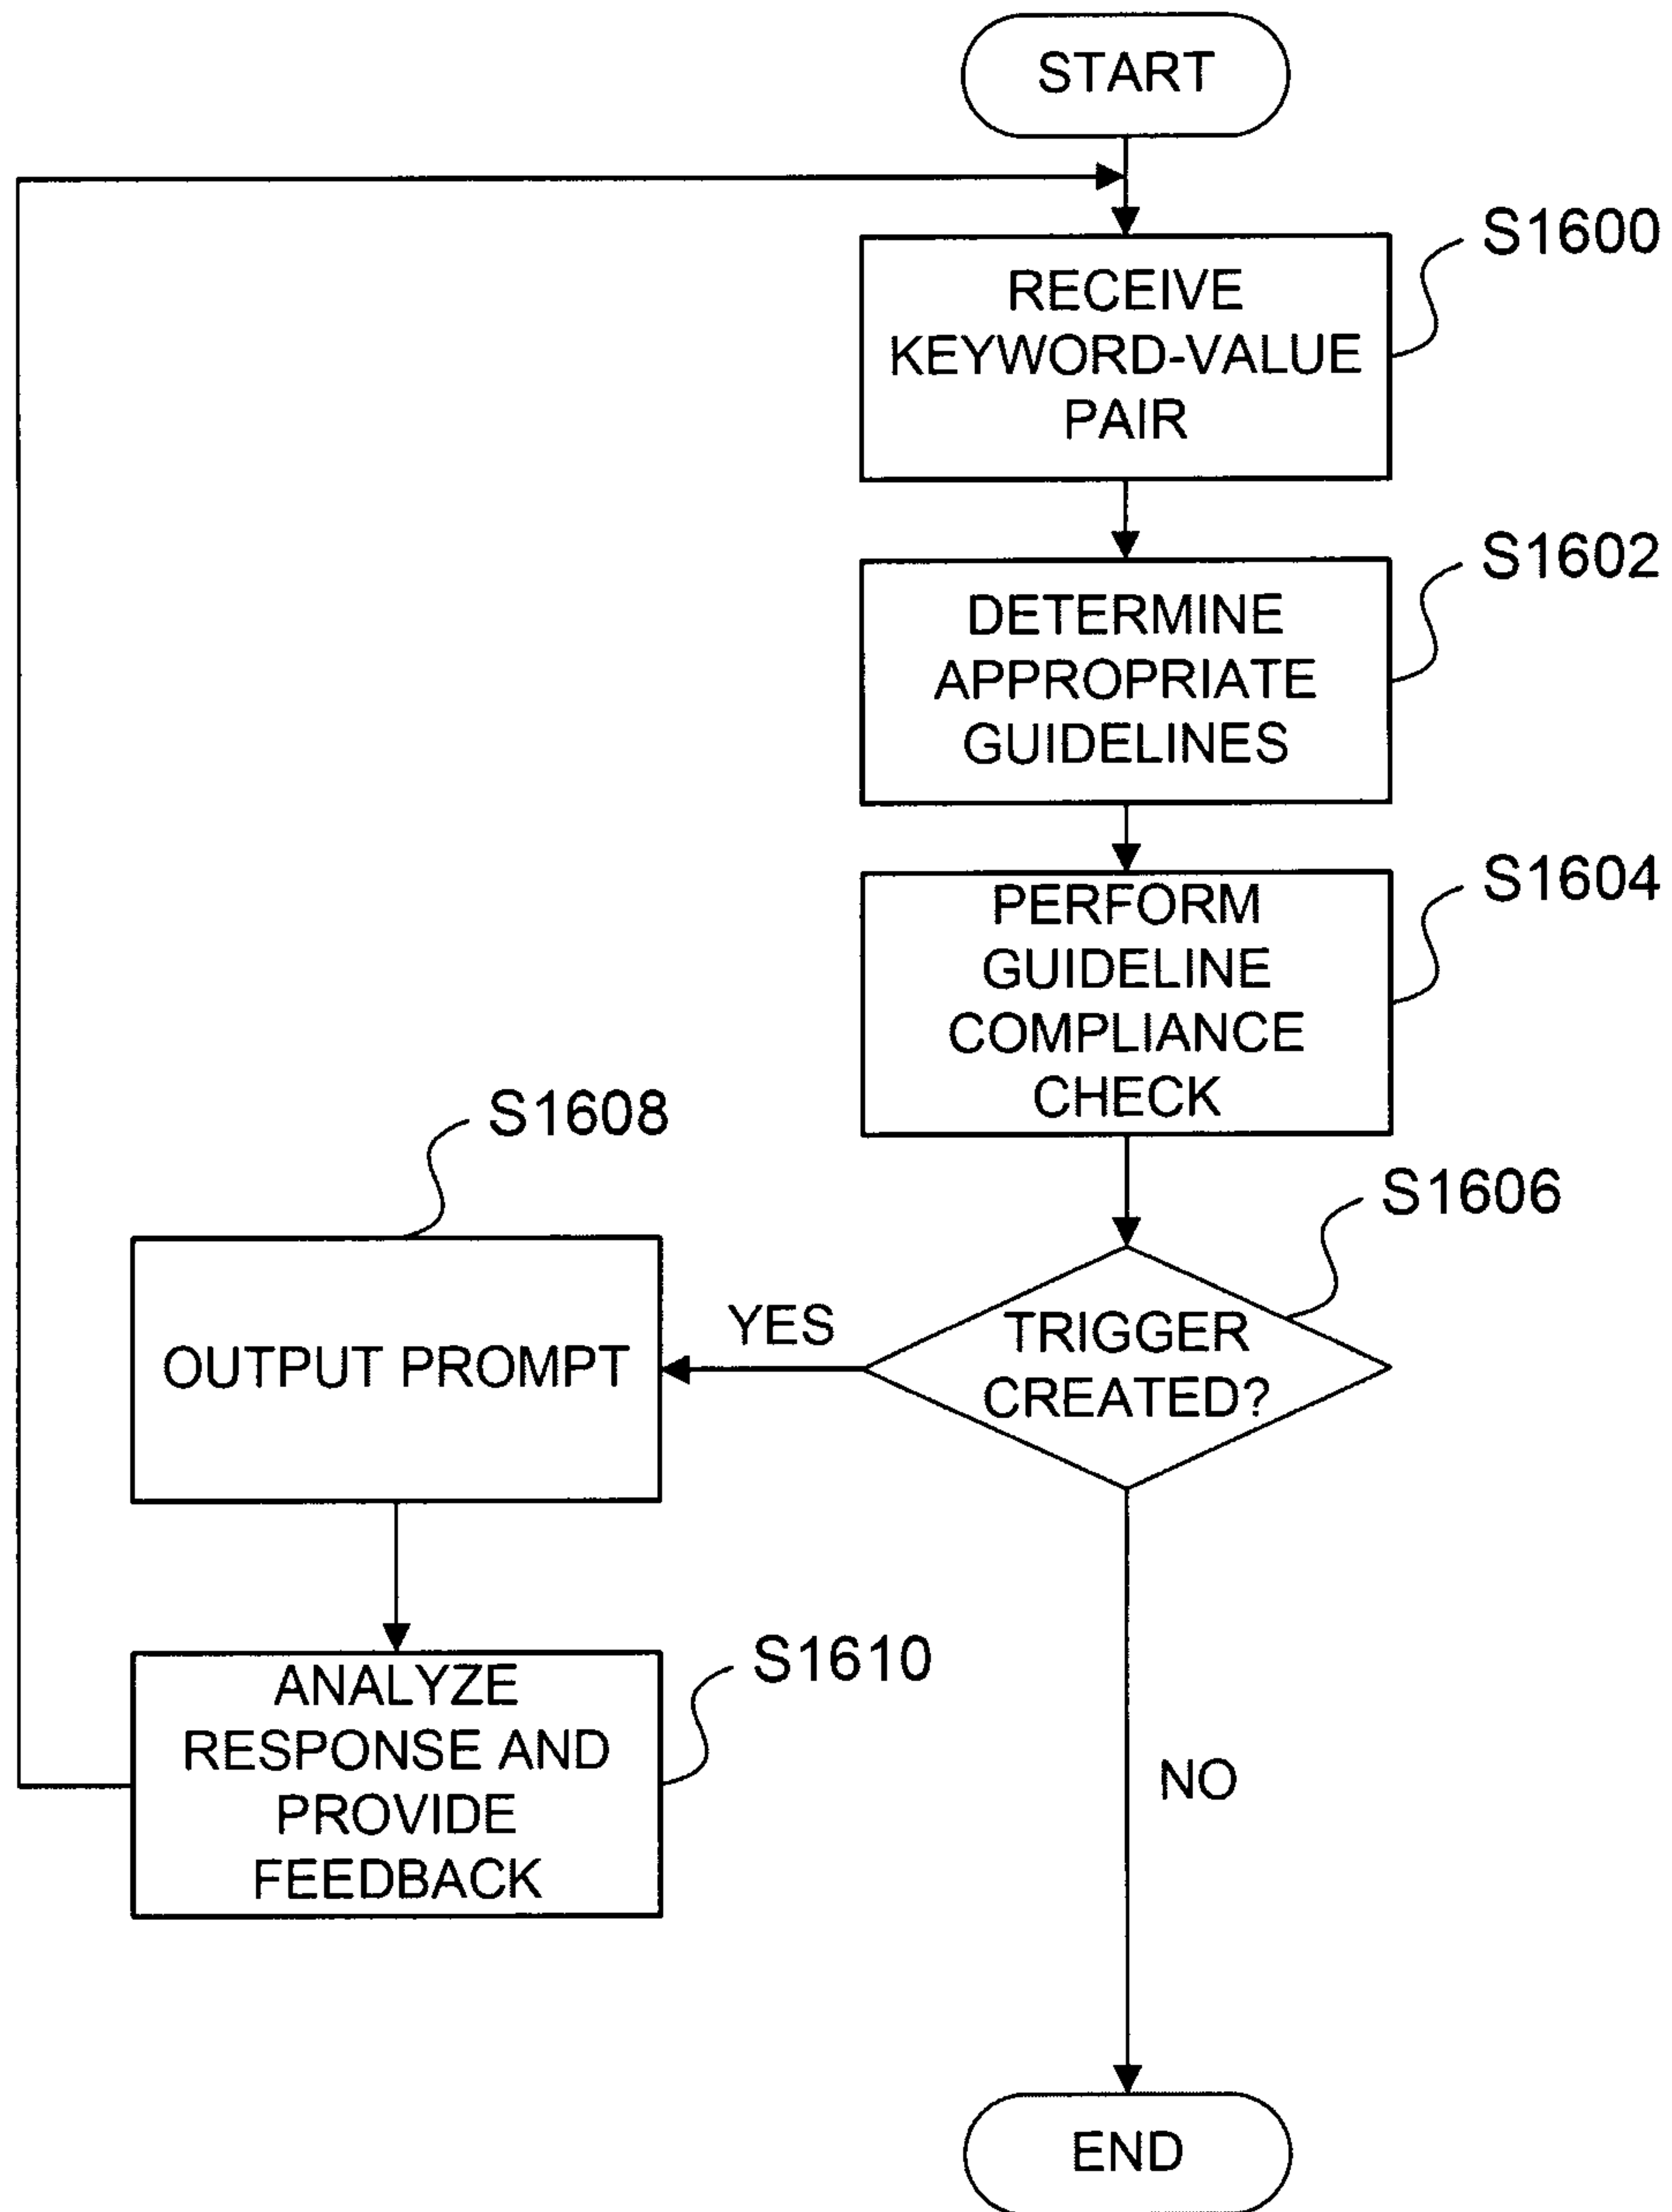 START
S1600
RECEIVE
KEYWORD-VALUE
PAIR
S1602
DETERMINE
APPROPRIATE
GUIDELINES
S1604
PERFORM
GUIDELINE
COMPLIANCE
CHECK
S1606
TRIGGER
CREATED?
YES
S1608
OUTPUT PROMPT
S1610
ANALYZE
RESPONSE AND
PROVIDE
FEEDBACK
NO
END